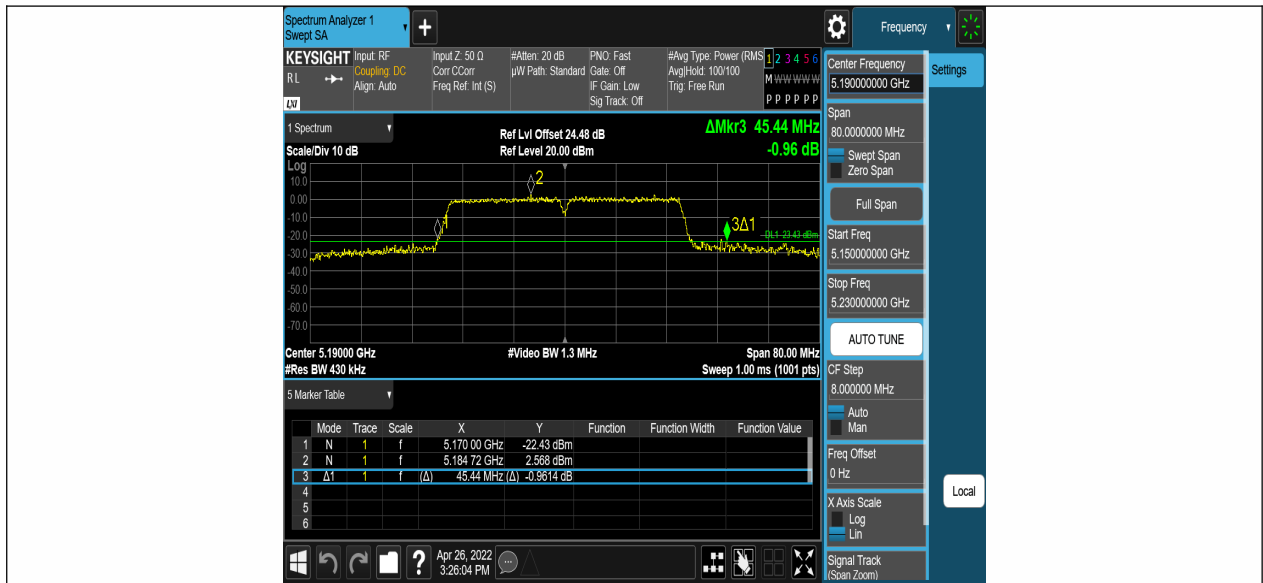 Spectrum Analyzer 1
Swept SA
+
Frequency
KEYSIGHT
RL
LXI
Input: RF
Coupling: DC
Align: Auto
Input Z: 50 Ω
Corr CCorr
Freq Ref: Int (S)
#Atten: 20 dB
µW Path: Standard
PNO: Fast
Gate: Off
IF Gain: Low
Sig Track: Off
#Avg Type: Power (RMS
Avg|Hold: 100/100
Trig: Free Run
1 2 3 4 5 6
M W W W W W
P P P P P P
Center Frequency
5.190000000 GHz
Settings
Span
80.0000000 MHz
Swept Span
Zero Span
Full Span
Start Freq
5.150000000 GHz
Stop Freq
5.230000000 GHz
AUTO TUNE
CF Step
8.000000 MHz
Auto
Man
Freq Offset
0 Hz
X Axis Scale
Log
Lin
Signal Track
(Span Zoom)
Local
1 Spectrum
Ref Lvl Offset 24.48 dB
ΔMkr3 45.44 MHz
Scale/Div 10 dB
Ref Level 20.00 dBm
-0.96 dB
Log
10.0
0.00
-10.0
-20.0
-30.0
-40.0
-50.0
-60.0
-70.0
2
3Δ1
DL1 -23.43 dBm
Center 5.19000 GHz
#Video BW 1.3 MHz
Span 80.00 MHz
#Res BW 430 kHz
Sweep 1.00 ms (1001 pts)
5 Marker Table
Mode Trace Scale X Y Function Function Width Function Value
1 N 1 f 5.170 00 GHz -22.43 dBm
2 N 1 f 5.184 72 GHz 2.568 dBm
3 Δ1 1 f (Δ) 45.44 MHz (Δ) -0.9614 dB
4
5
6
?
Apr 26, 2022
3:26:04 PM